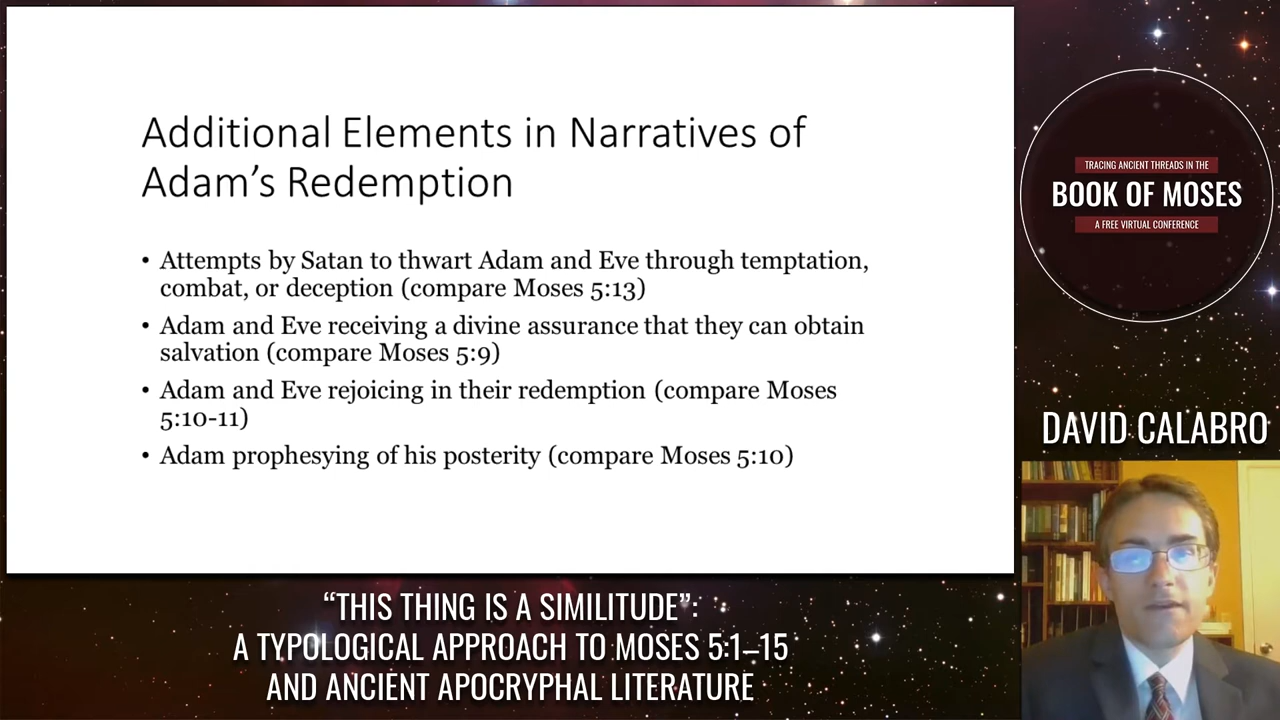 Additional Elements in Narratives of
Adam’s Redemption
• Attempts by Satan to thwart Adam and Eve through temptation,
combat, or deception (compare Moses 5:13)
• Adam and Eve receiving a divine assurance that they can obtain
salvation (compare Moses 5:9)
• Adam and Eve rejoicing in their redemption (compare Moses
5:10-11)
• Adam prophesying of his posterity (compare Moses 5:10)
TRACING ANCIENT THREADS IN THE
BOOK OF MOSES
A FREE VIRTUAL CONFERENCE
DAVID CALABRO
“THIS THING IS A SIMILITUDE”:
A TYPOLOGICAL APPROACH TO MOSES 5:1–15
AND ANCIENT APOCRYPHAL LITERATURE